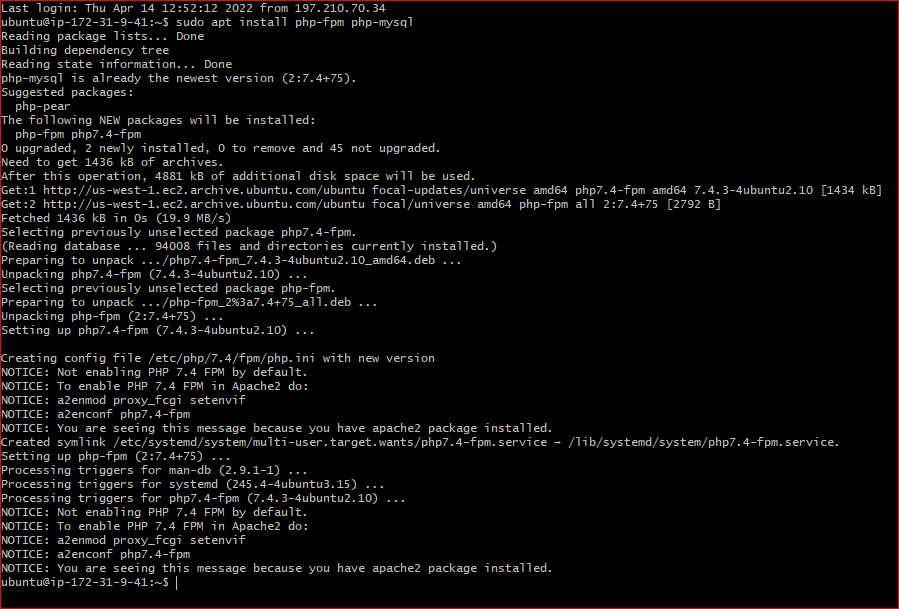 Last login: Thu Apr 14 12:52:12 2022 from 197.210.70.34
ubuntu@ip-172-31-9-41:~$ sudo apt install php-fpm php-mysql
Reading package lists... Done
Building dependency tree
Reading state information... Done
php-mysql is already the newest version (2:7.4+75).
Suggested packages:
  php-pear
The following NEW packages will be installed:
  php-fpm php7.4-fpm
0 upgraded, 2 newly installed, 0 to remove and 45 not upgraded.
Need to get 1436 kB of archives.
After this operation, 4881 kB of additional disk space will be used.
Get:1 http://us-west-1.ec2.archive.ubuntu.com/ubuntu focal-updates/universe amd64 php7.4-fpm amd64 7.4.3-4ubuntu2.10 [1434 kB]
Get:2 http://us-west-1.ec2.archive.ubuntu.com/ubuntu focal/universe amd64 php-fpm all 2:7.4+75 [2792 B]
Fetched 1436 kB in 0s (19.9 MB/s)
Selecting previously unselected package php7.4-fpm.
(Reading database ... 94008 files and directories currently installed.)
Preparing to unpack .../php7.4-fpm_7.4.3-4ubuntu2.10_amd64.deb ...
Unpacking php7.4-fpm (7.4.3-4ubuntu2.10) ...
Selecting previously unselected package php-fpm.
Preparing to unpack .../php-fpm_2%3a7.4+75_all.deb ...
Unpacking php-fpm (2:7.4+75) ...
Setting up php7.4-fpm (7.4.3-4ubuntu2.10) ...

Creating config file /etc/php/7.4/fpm/php.ini with new version
NOTICE: Not enabling PHP 7.4 FPM by default.
NOTICE: To enable PHP 7.4 FPM in Apache2 do:
NOTICE: a2enmod proxy_fcgi setenvif
NOTICE: a2enconf php7.4-fpm
NOTICE: You are seeing this message because you have apache2 package installed.
Created symlink /etc/systemd/system/multi-user.target.wants/php7.4-fpm.service → /lib/systemd/system/php7.4-fpm.service.
Setting up php-fpm (2:7.4+75) ...
Processing triggers for man-db (2.9.1-1) ...
Processing triggers for systemd (245.4-4ubuntu3.15) ...
Processing triggers for php7.4-fpm (7.4.3-4ubuntu2.10) ...
NOTICE: Not enabling PHP 7.4 FPM by default.
NOTICE: To enable PHP 7.4 FPM in Apache2 do:
NOTICE: a2enmod proxy_fcgi setenvif
NOTICE: a2enconf php7.4-fpm
NOTICE: You are seeing this message because you have apache2 package installed.
ubuntu@ip-172-31-9-41:~$